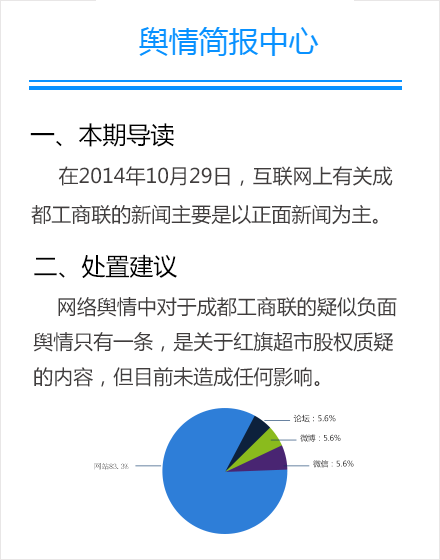 舆情简报中心
一、本期导读
在2014年10月29日，互联网上有关成
都工商联的新闻主要是以正面新闻为主。
二、处置建议
网络舆情中对于成都工商联的疑似负面
舆情只有一条，是关于红旗超市股权质疑
的内容，但目前未造成任何影响。
论坛：5.6%
微博：5.6%
网站83.3%
微信：5.6%